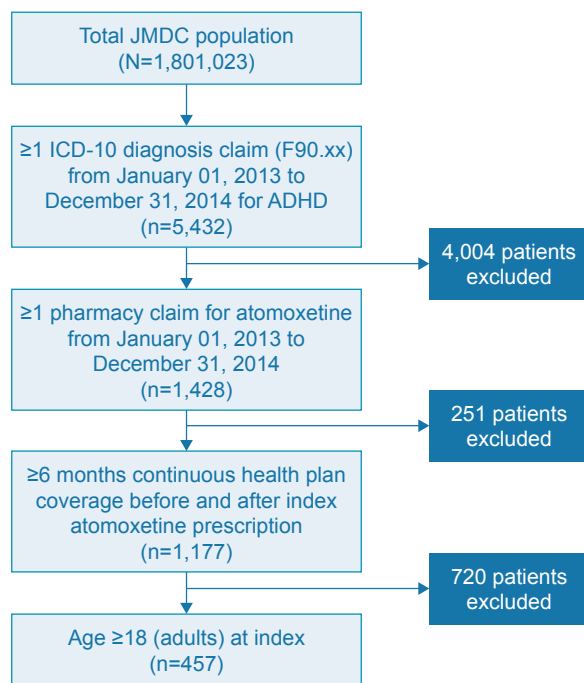 Total JMDC population
(N=1,801,023)
≥1 ICD-10 diagnosis claim (F90.xx)
from January 01, 2013 to
December 31, 2014 for ADHD
(n=5,432)
4,004 patients
excluded
≥1 pharmacy claim for atomoxetine
from January 01, 2013 to
December 31, 2014
(n=1,428)
251 patients
excluded
≥6 months continuous health plan
coverage before and after index
atomoxetine prescription
(n=1,177)
720 patients
excluded
Age ≥18 (adults) at index
(n=457)